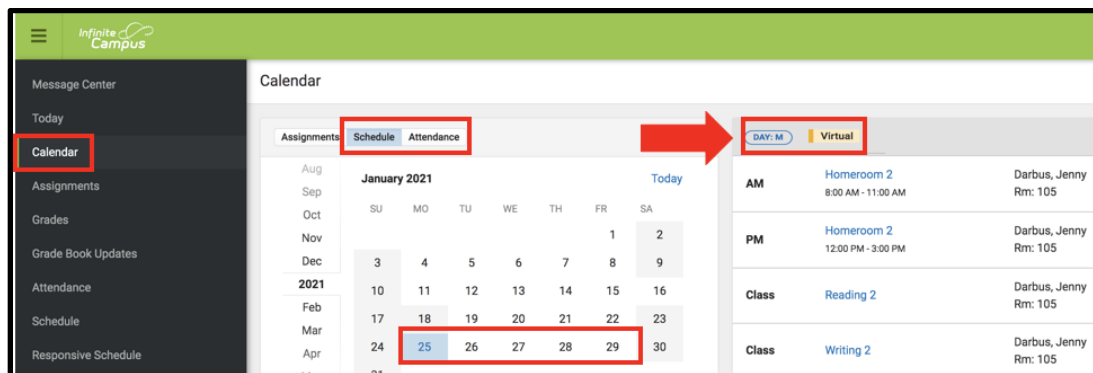 Infinite
Campus
Message Center
Today
Calendar
Assignments
Grades
Grade Book Updates
Attendance
Schedule
Responsive Schedule
Calendar
Assignments Schedule Attendance
Aug
Sep
Oct
Nov
Dec
2021
Feb
Mar
Apr
January 2021 Today
SU MO TU WE TH FR SA
1 2
3 4 5 6 7 8 9
10 11 12 13 14 15 16
17 18 19 20 21 22 23
24 25 26 27 28 29 30
31
DAY: M Virtual
AM Homeroom 2 Darbus, Jenny
8:00 AM - 11:00 AM Rm: 105
PM Homeroom 2 Darbus, Jenny
12:00 PM - 3:00 PM Rm: 105
Class Reading 2 Darbus, Jenny
Rm: 105
Class Writing 2 Darbus, Jenny
Rm: 105